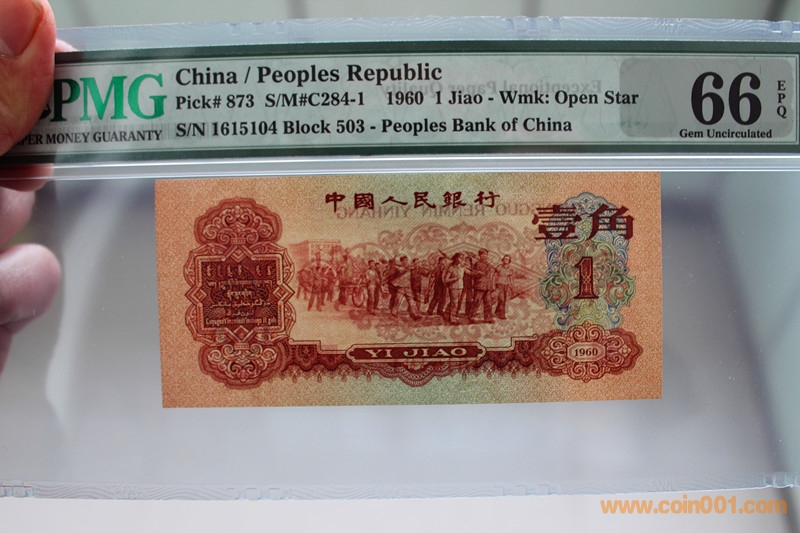 PMG
PAPER MONEY GUARANTY
China / Peoples Republic
Pick# 873 S/M#C284-1 1960 1 Jiao - Wmk: Open Star
S/N 1615104 Block 503 - Peoples Bank of China
66
EPQ
Gem Uncirculated
中國人民銀行
壹角
1
YI JIAO
1960
www.coin001.com